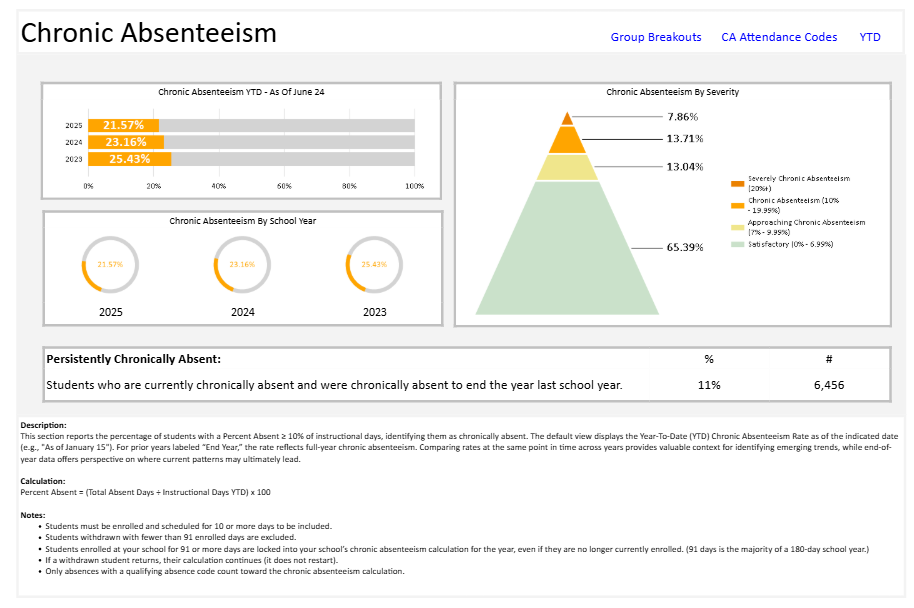 Chronic Absenteeism
Group Breakouts CA Attendance Codes YTD
Chronic Absenteeism YTD - As Of June 24
2025 21.57%
2024 23.16%
2023 25.43%
0% 20% 40% 60% 80% 100%
Chronic Absenteeism By School Year
21.57% 23.16% 25.43%
2025 2024 2023
Chronic Absenteeism By Severity
7.86%
13.71%
13.04%
65.39%
Severely Chronic Absenteeism
(20%+)
Chronic Absenteeism (10%
- 19.99%)
Approaching Chronic Absenteeism
(7% - 9.99%)
Satisfactory (0% - 6.99%)
Persistently Chronically Absent: % #
Students who are currently chronically absent and were chronically absent to end the year last school year. 11% 6,456
Description:
This section reports the percentage of students with a Percent Absent ≥ 10% of instructional days, identifying them as chronically absent. The default view displays the Year-To-Date (YTD) Chronic Absenteeism Rate as of the indicated date
(e.g., "As of January 15"). For prior years labeled “End Year,” the rate reflects full-year chronic absenteeism. Comparing rates at the same point in time across years provides valuable context for identifying emerging trends, while end-of-
year data offers perspective on where current patterns may ultimately lead.
Calculation:
Percent Absent = (Total Absent Days ÷ Instructional Days YTD) x 100
Notes:
• Students must be enrolled and scheduled for 10 or more days to be included.
• Students withdrawn with fewer than 91 enrolled days are excluded.
• Students enrolled at your school for 91 or more days are locked into your school's chronic absenteeism calculation for the year, even if they are no longer currently enrolled. (91 days is the majority of a 180-day school year.)
• If a withdrawn student returns, their calculation continues (it does not restart).
• Only absences with a qualifying absence code count toward the chronic absenteeism calculation.